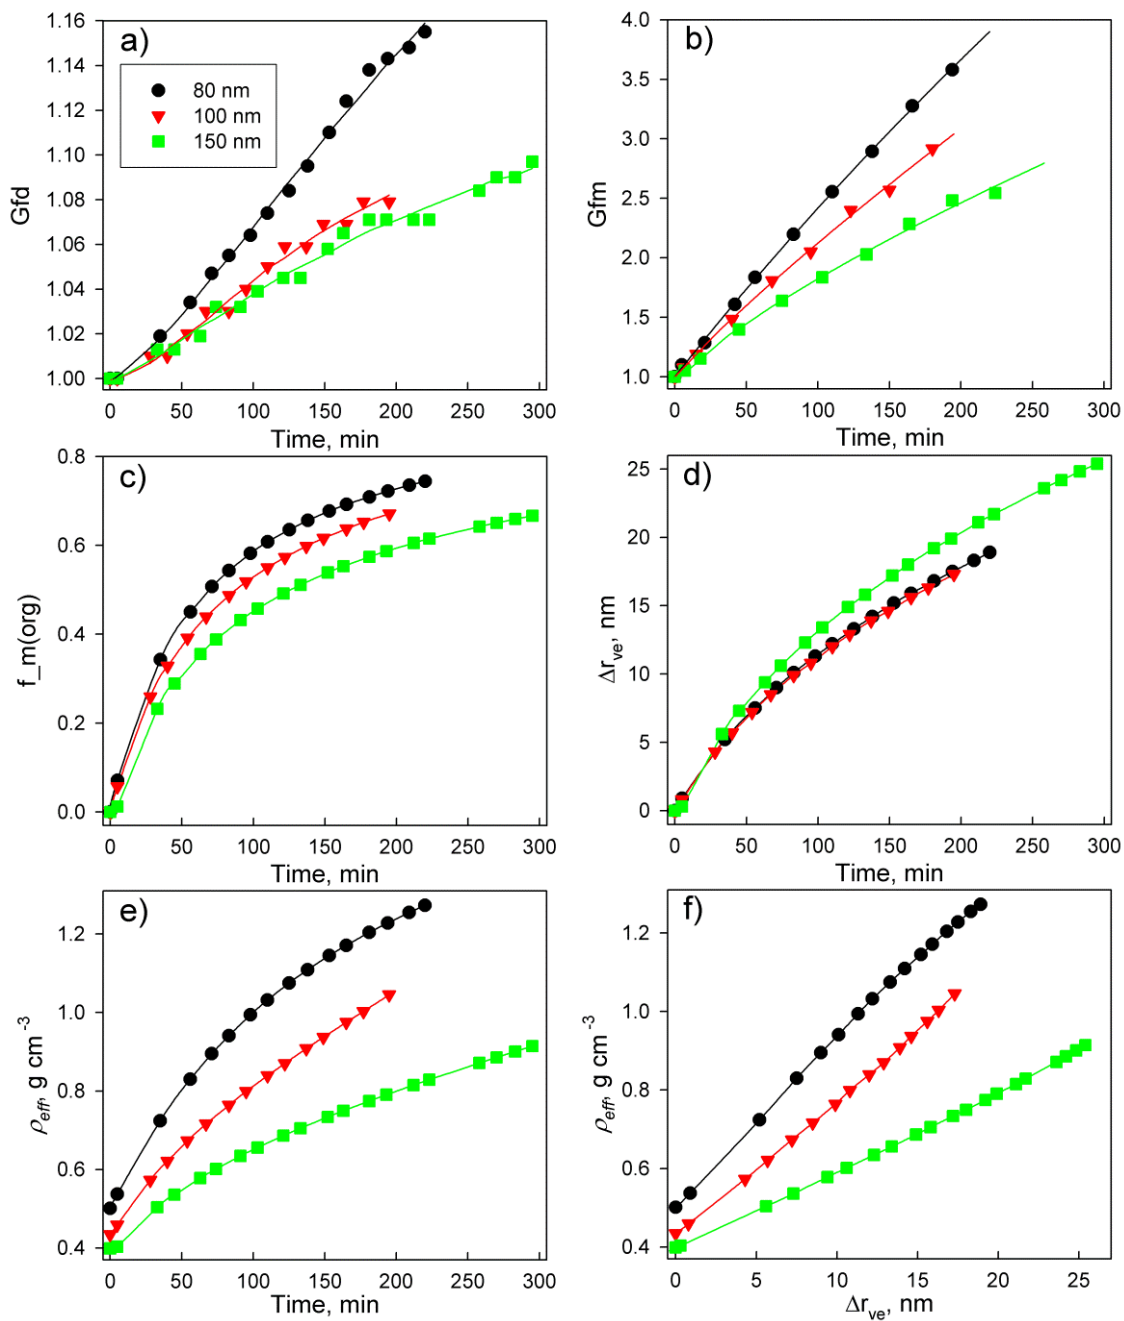 a)
1.16
1.14
1.12
1.10
1.08
1.06
1.04
1.02
1.00
Gfd
80 nm
100 nm
150 nm
0 50 100 150 200 250 300
Time, min
b)
4.0
3.5
3.0
2.5
2.0
1.5
1.0
Gfm
0 50 100 150 200 250 300
Time, min
c)
0.8
0.6
0.4
0.2
0.0
f_m(org)
0 50 100 150 200 250 300
Time, min
d)
25
20
15
10
5
0
Δrve, nm
0 50 100 150 200 250 300
Time, min
e)
1.2
1.0
0.8
0.6
0.4
ρeff, g cm-3
0 50 100 150 200 250 300
Time, min
f)
1.2
1.0
0.8
0.6
0.4
ρeff, g cm-3
0 5 10 15 20 25
Δrve, nm